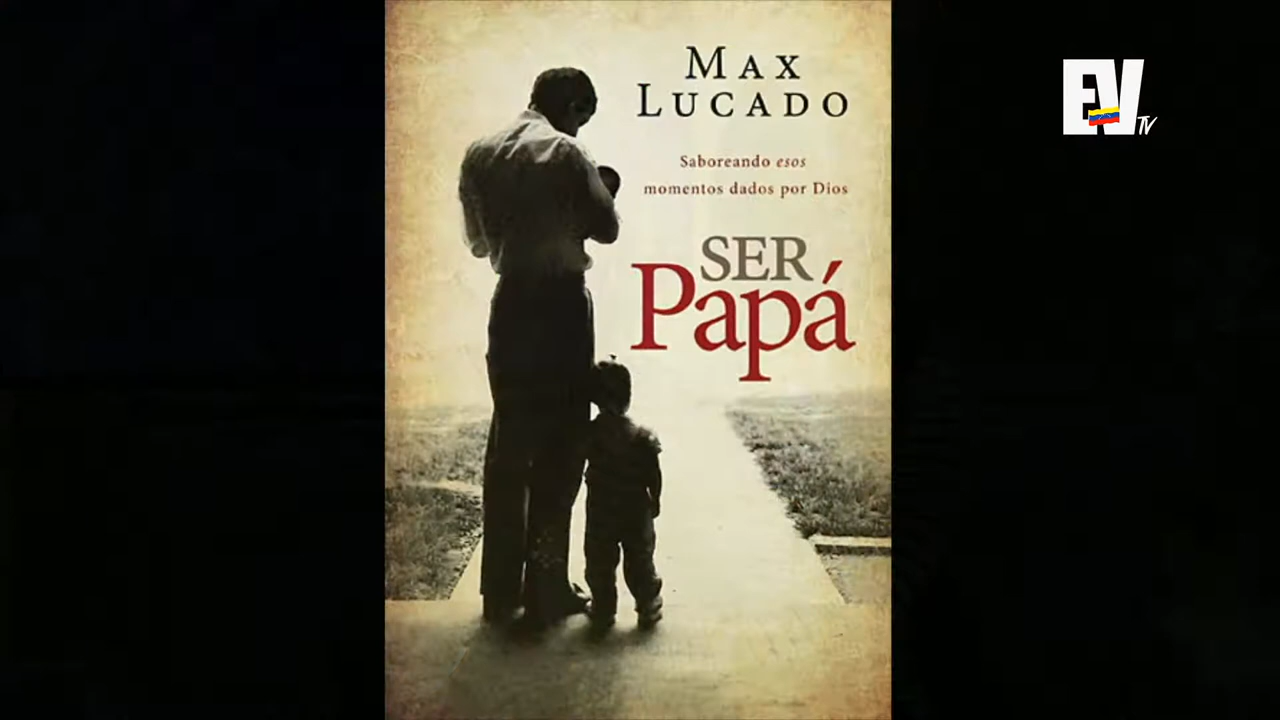 MAX
LUCADO
Saboreando esos
momentos dados por Dios
SER
Papá
EV
TV